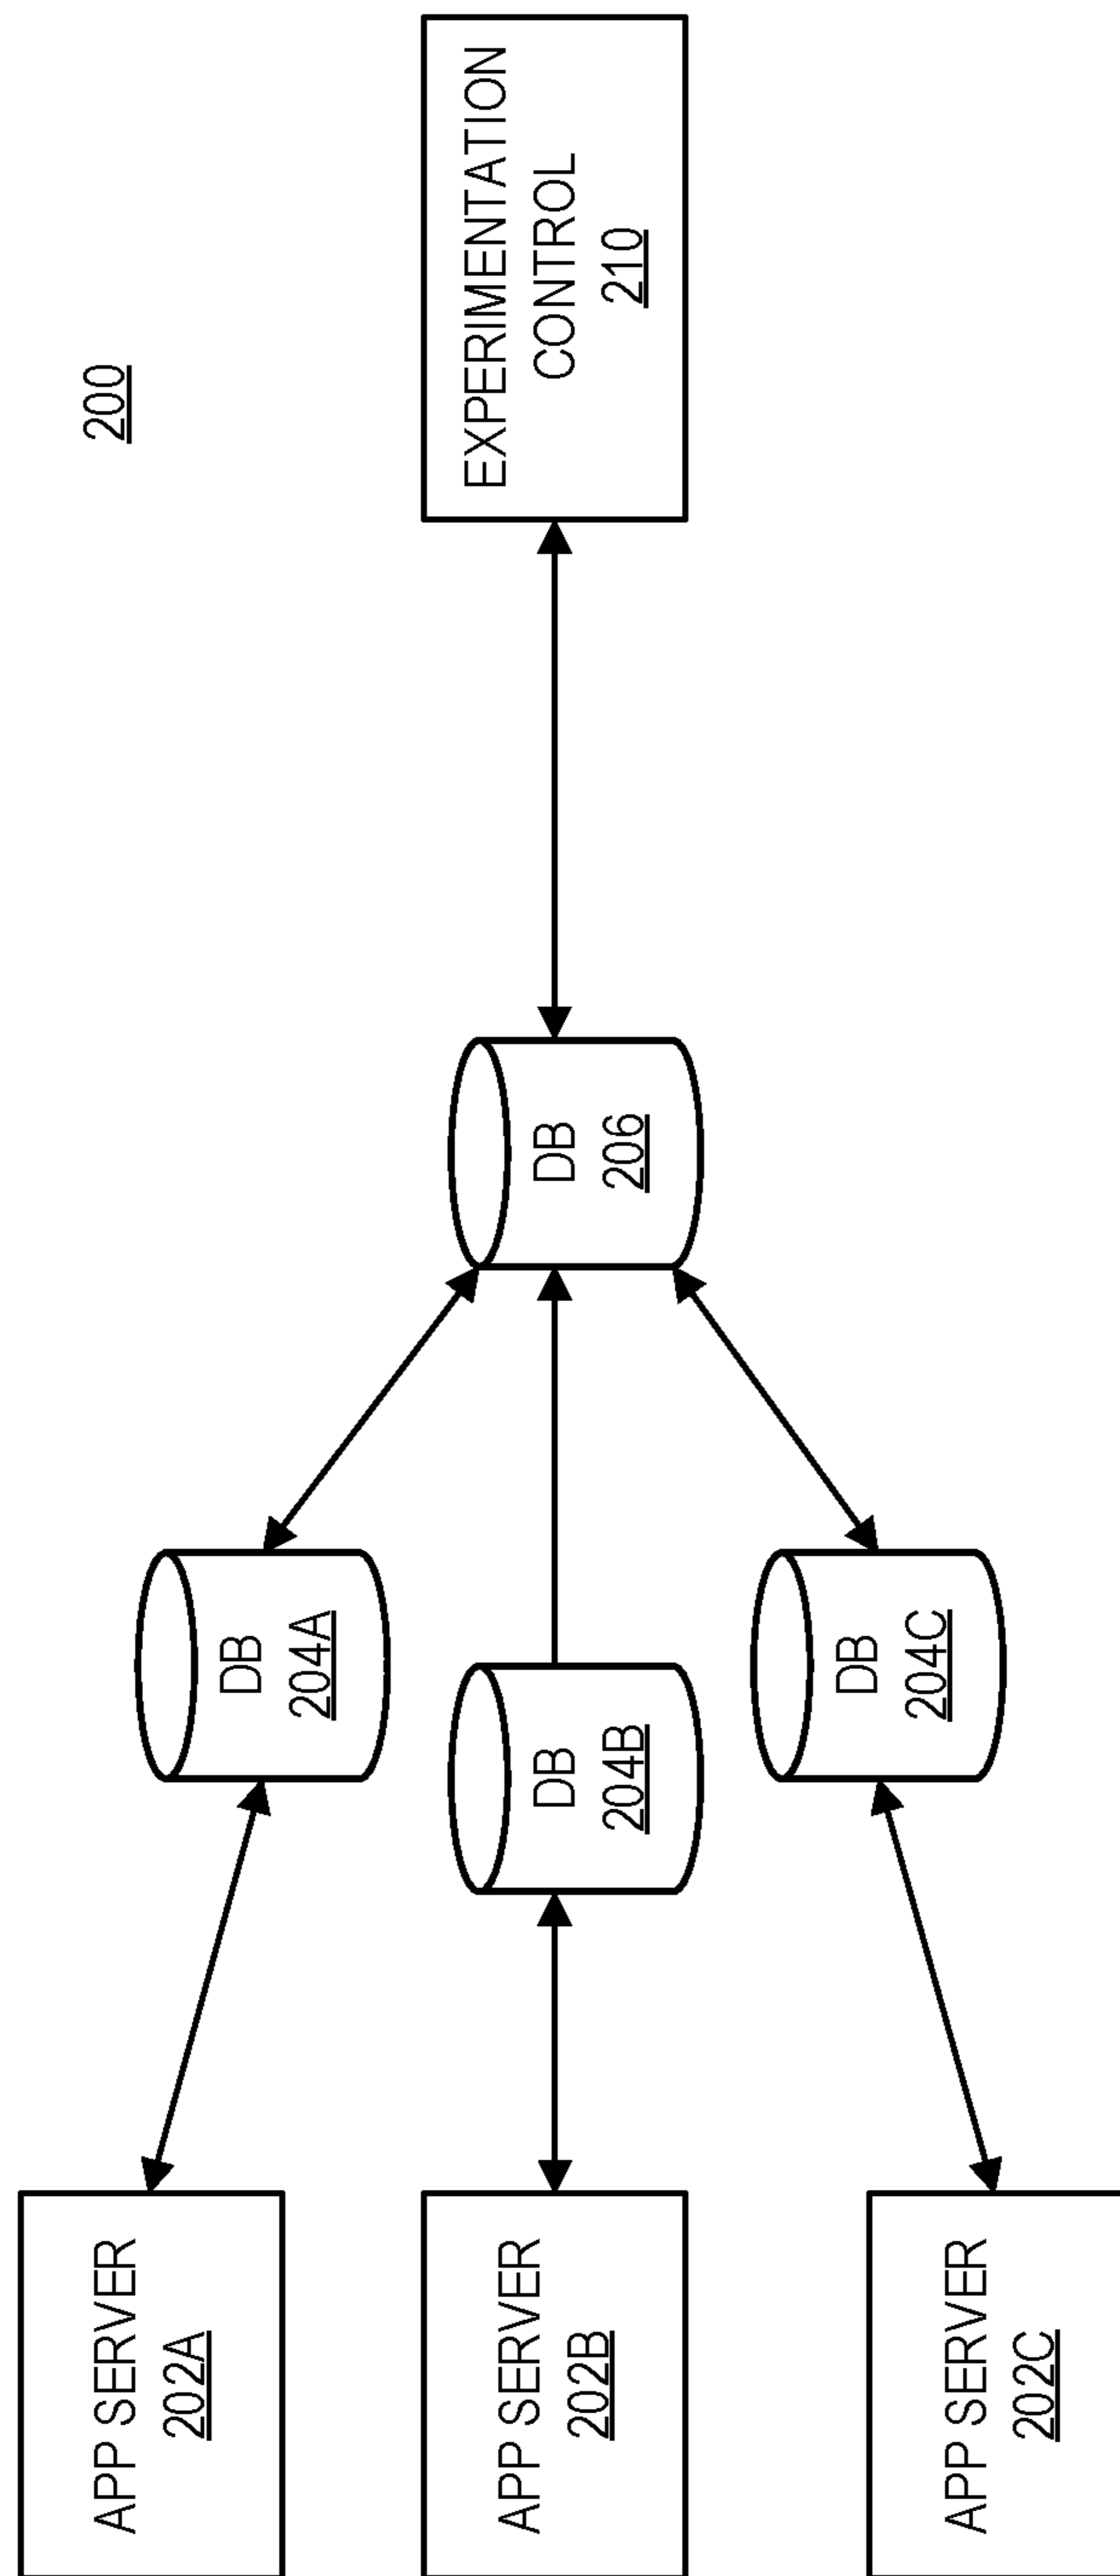 200
APP SERVER
202A
DB
204A
APP SERVER
202B
DB
204B
DB
206
EXPERIMENTATION
CONTROL
210
APP SERVER
202C
DB
204C